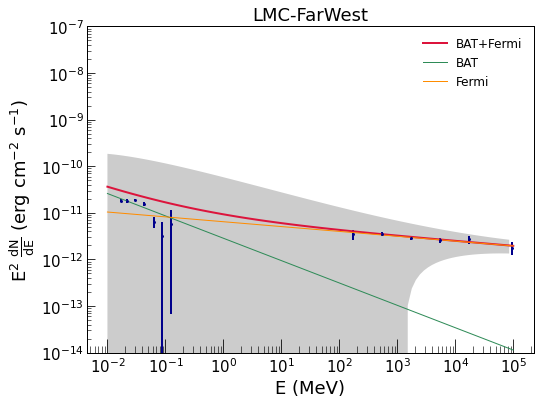 LMC-FarWest
E² dN/dE (erg cm⁻² s⁻¹)
10⁻⁷
10⁻⁸
10⁻⁹
10⁻¹⁰
10⁻¹¹
10⁻¹²
10⁻¹³
10⁻¹⁴
BAT+Fermi
BAT
Fermi
10⁻² 10⁻¹ 10⁰ 10¹ 10² 10³ 10⁴ 10⁵
E (MeV)